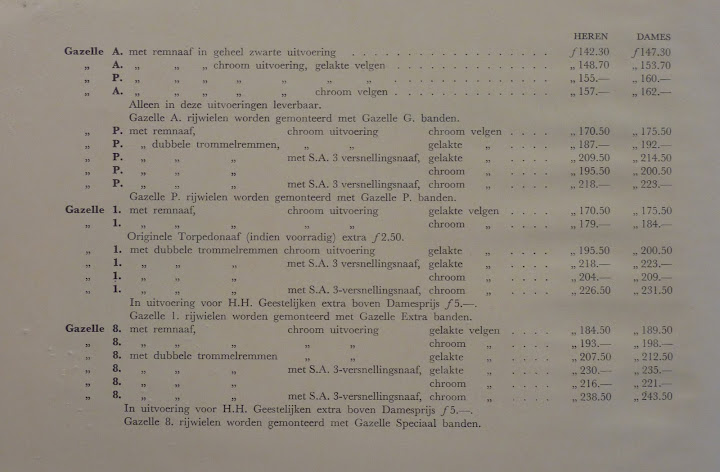 HEREN DAMES
Gazelle A. met remnaaf in geheel zwarte uitvoering . . . . . . . . . . . . . . . . . . ƒ142.30 ƒ147.30
„ A. „ „ „ chroom uitvoering, gelakte velgen . . . . . . . . . . . . . . „ 148.70 „ 153.70
„ P. „ „ „ „ „ „ „ . . . . . . . . . . . . . . „ 155.— „ 160.—
„ A. „ „ „ „ „ chroom velgen . . . . . . . . . . . . . . „ 157.— „ 162.—
Alleen in deze uitvoeringen leverbaar.
Gazelle A. rijwielen worden gemonteerd met Gazelle G. banden.
„ P. met remnaaf, chroom uitvoering chroom velgen . . . . „ 170.50 „ 175.50
„ P. „ dubbele trommelremmen, „ „ gelakte „ . . . . „ 187.— „ 192.—
„ P. „ „ „ met S.A. 3 versnellingsnaaf, gelakte „ . . . . „ 209.50 „ 214.50
„ P. „ „ „ chroom „ . . . . „ 195.50 „ 200.50
„ P. „ „ „ met S.A. 3 versnellingsnaaf, chroom „ . . . . „ 218.— „ 223.—
Gazelle P. rijwielen worden gemonteerd met Gazelle P. banden.
Gazelle 1. met remnaaf, chroom uitvoering gelakte velgen . . . . „ 170.50 „ 175.50
„ 1. „ „ „ „ chroom „ . . . . „ 179.— „ 184.—
Originele Torpedonaaf (indien voorradig) extra ƒ 2.50.
„ 1. met dubbele trommelremmen chroom uitvoering gelakte „ . . . . „ 195.50 „ 200.50
„ 1. „ „ „ met S.A. 3 versnellingsnaaf, gelakte „ . . . . „ 218.— „ 223.—
„ 1. „ „ „ chroom „ . . . . „ 204.— „ 209.—
„ 1. „ „ „ met S.A. 3-versnellingsnaaf, chroom „ . . . . „ 226.50 „ 231.50
In uitvoering voor H.H. Geestelijken extra boven Damesprijs ƒ 5.—.
Gazelle 1. rijwielen worden gemonteerd met Gazelle Extra banden.
Gazelle 8. met remnaaf, chroom uitvoering gelakte velgen . . . . „ 184.50 „ 189.50
„ 8. „ „ „ „ chroom „ . . . . „ 193.— „ 198.—
„ 8. met dubbele trommelremmen „ „ gelakte „ . . . . „ 207.50 „ 212.50
„ 8. „ „ „ met S.A. 3-versnellingsnaaf, gelakte „ . . . . „ 230.— „ 235.—
„ 8. „ „ „ chroom „ . . . . „ 216.— „ 221.—
„ 8. „ „ „ met S.A. 3-versnellingsnaaf, chroom „ . . . . „ 238.50 „ 243.50
In uitvoering voor H.H. Geestelijken extra boven Damesprijs ƒ 5.—.
Gazelle 8. rijwielen worden gemonteerd met Gazelle Speciaal banden.